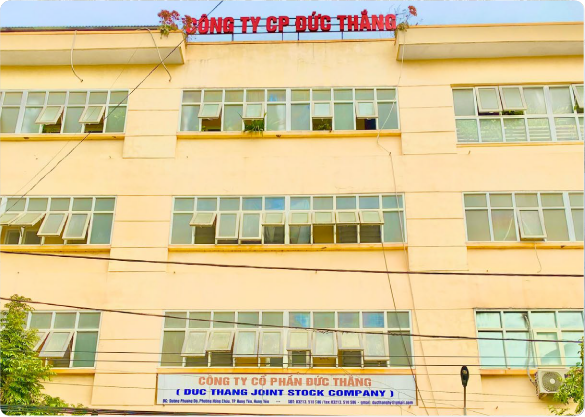 CÔNG TY CP ĐỨC THẮNG
CÔNG TY CỔ PHẦN ĐỨC THẮNG
( DUC THANG JOINT STOCK COMPANY )